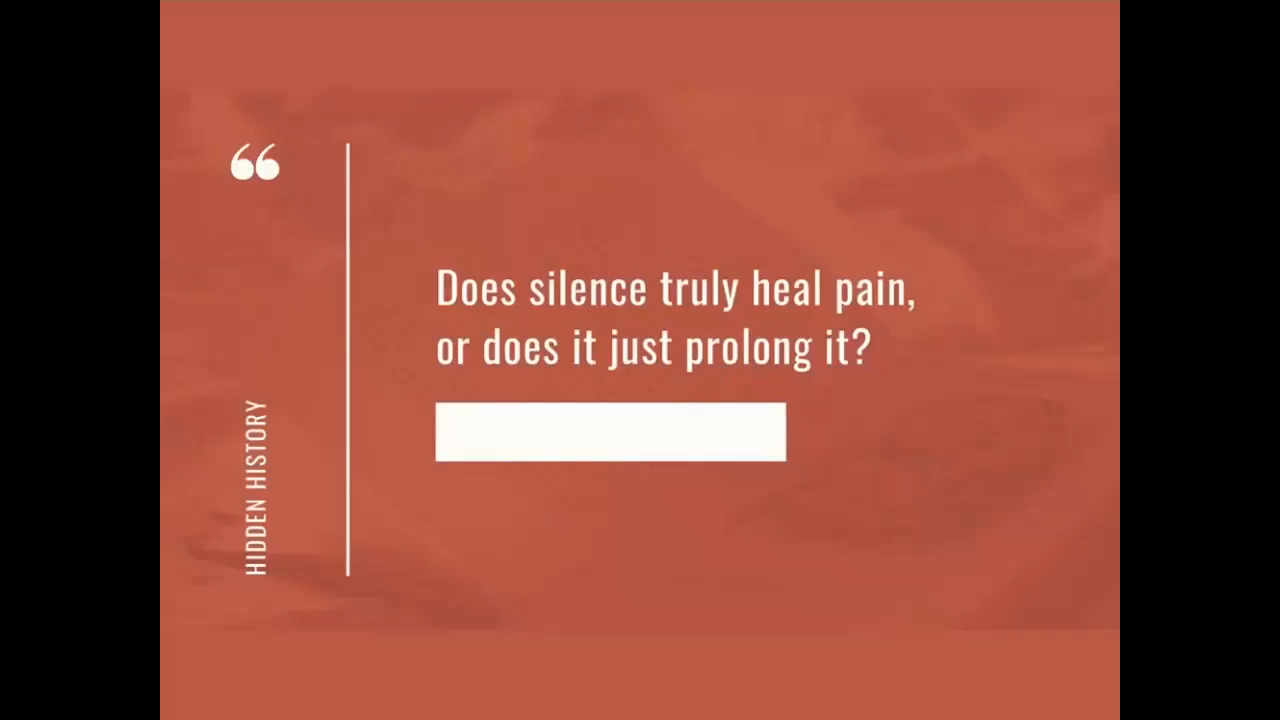 “
Does silence truly heal pain,
or does it just prolong it?
HIDDEN HISTORY